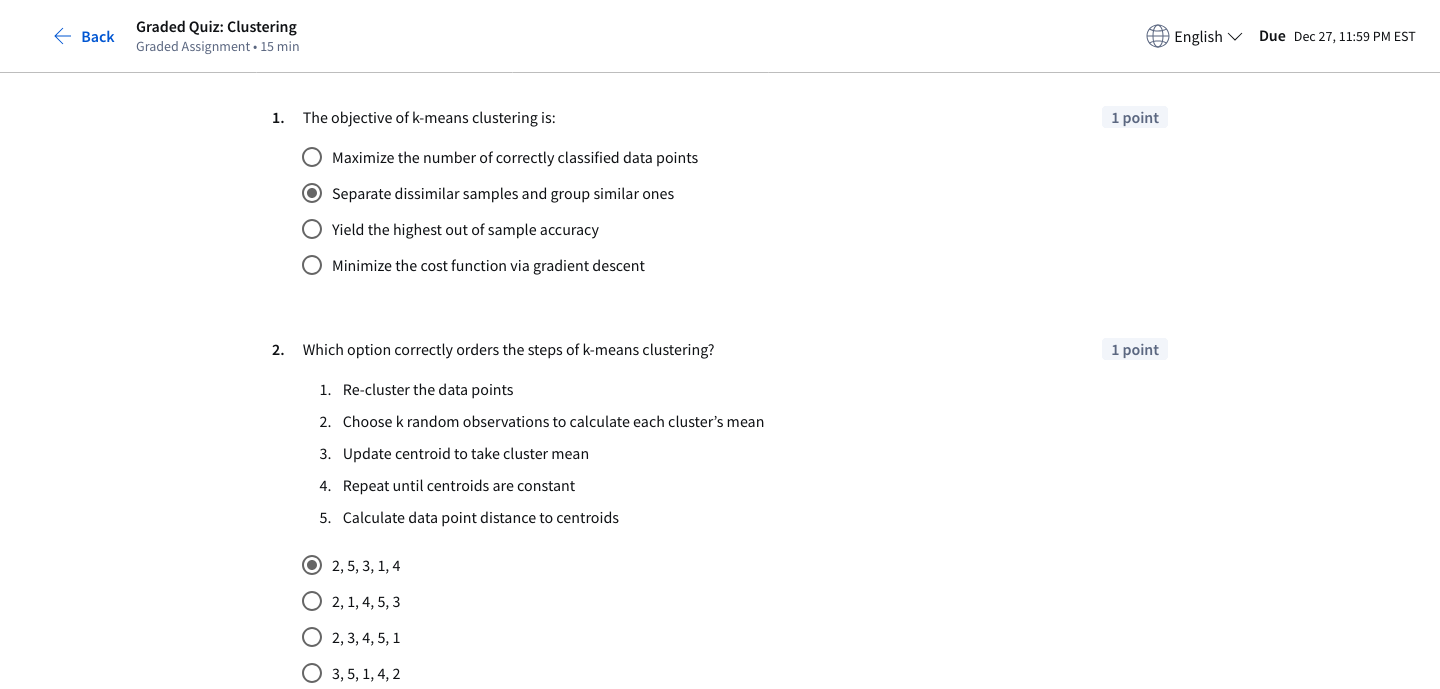 Back
Graded Quiz: Clustering
Graded Assignment • 15 min
English
Due Dec 27, 11:59 PM EST
1. The objective of k-means clustering is:
1 point
Maximize the number of correctly classified data points
Separate dissimilar samples and group similar ones
Yield the highest out of sample accuracy
Minimize the cost function via gradient descent
2. Which option correctly orders the steps of k-means clustering?
1 point
1. Re-cluster the data points
2. Choose k random observations to calculate each cluster’s mean
3. Update centroid to take cluster mean
4. Repeat until centroids are constant
5. Calculate data point distance to centroids
2, 5, 3, 1, 4
2, 1, 4, 5, 3
2, 3, 4, 5, 1
3, 5, 1, 4, 2